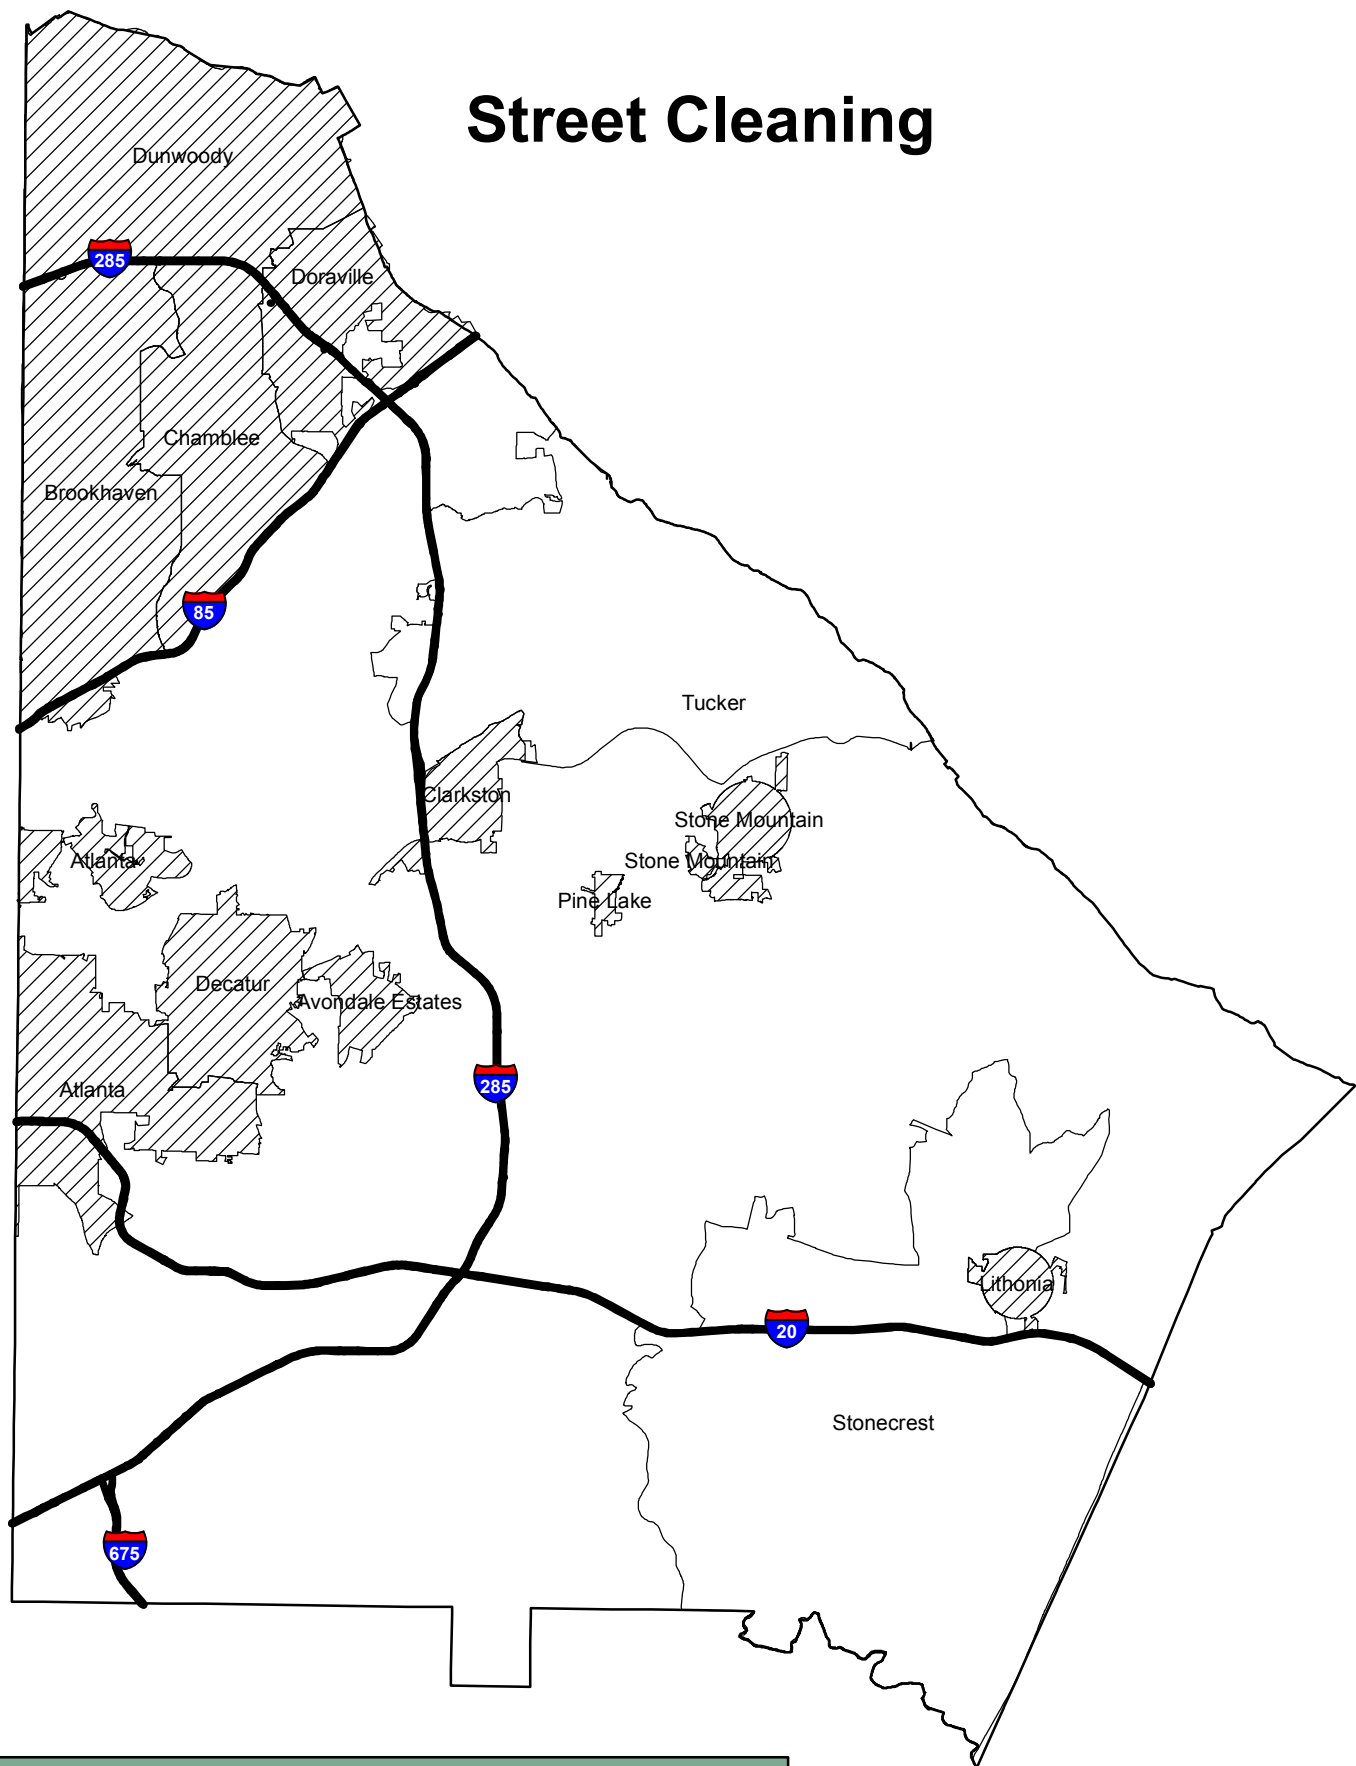 Street Cleaning
Dunwoody
285
Doraville
Chamblee
Brookhaven
85
Tucker
Clarkston
Stone Mountain
Atlanta
Stone Mountain
Pine Lake
Decatur
Avondale Estates
285
Atlanta
Lithonia
20
Stonecrest
675